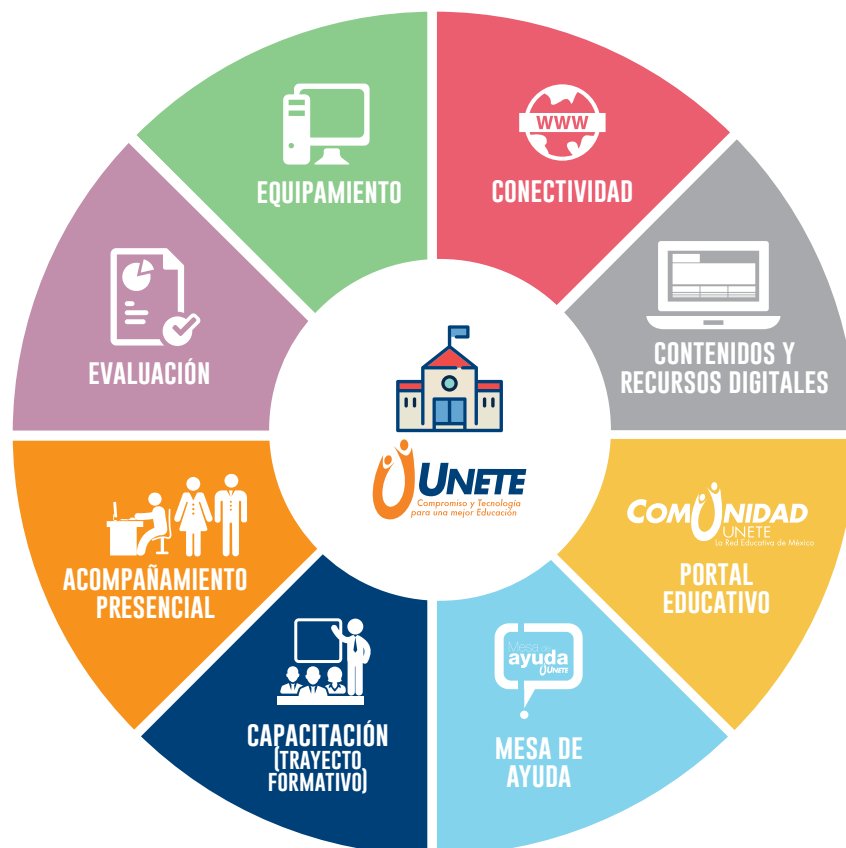 EQUIPAMIENTO
WWW
CONECTIVIDAD
CONTENIDOS Y
RECURSOS DIGITALES
COMUNIDAD
UNETE
La Red Educativa de México
PORTAL
EDUCATIVO
Mesa de
ayuda
UNETE
MESA DE
AYUDA
CAPACITACIÓN
(TRAYECTO
FORMATIVO)
ACOMPAÑAMIENTO
PRESENCIAL
EVALUACIÓN
UNETE
Compromiso y Tecnología
para una mejor Educación